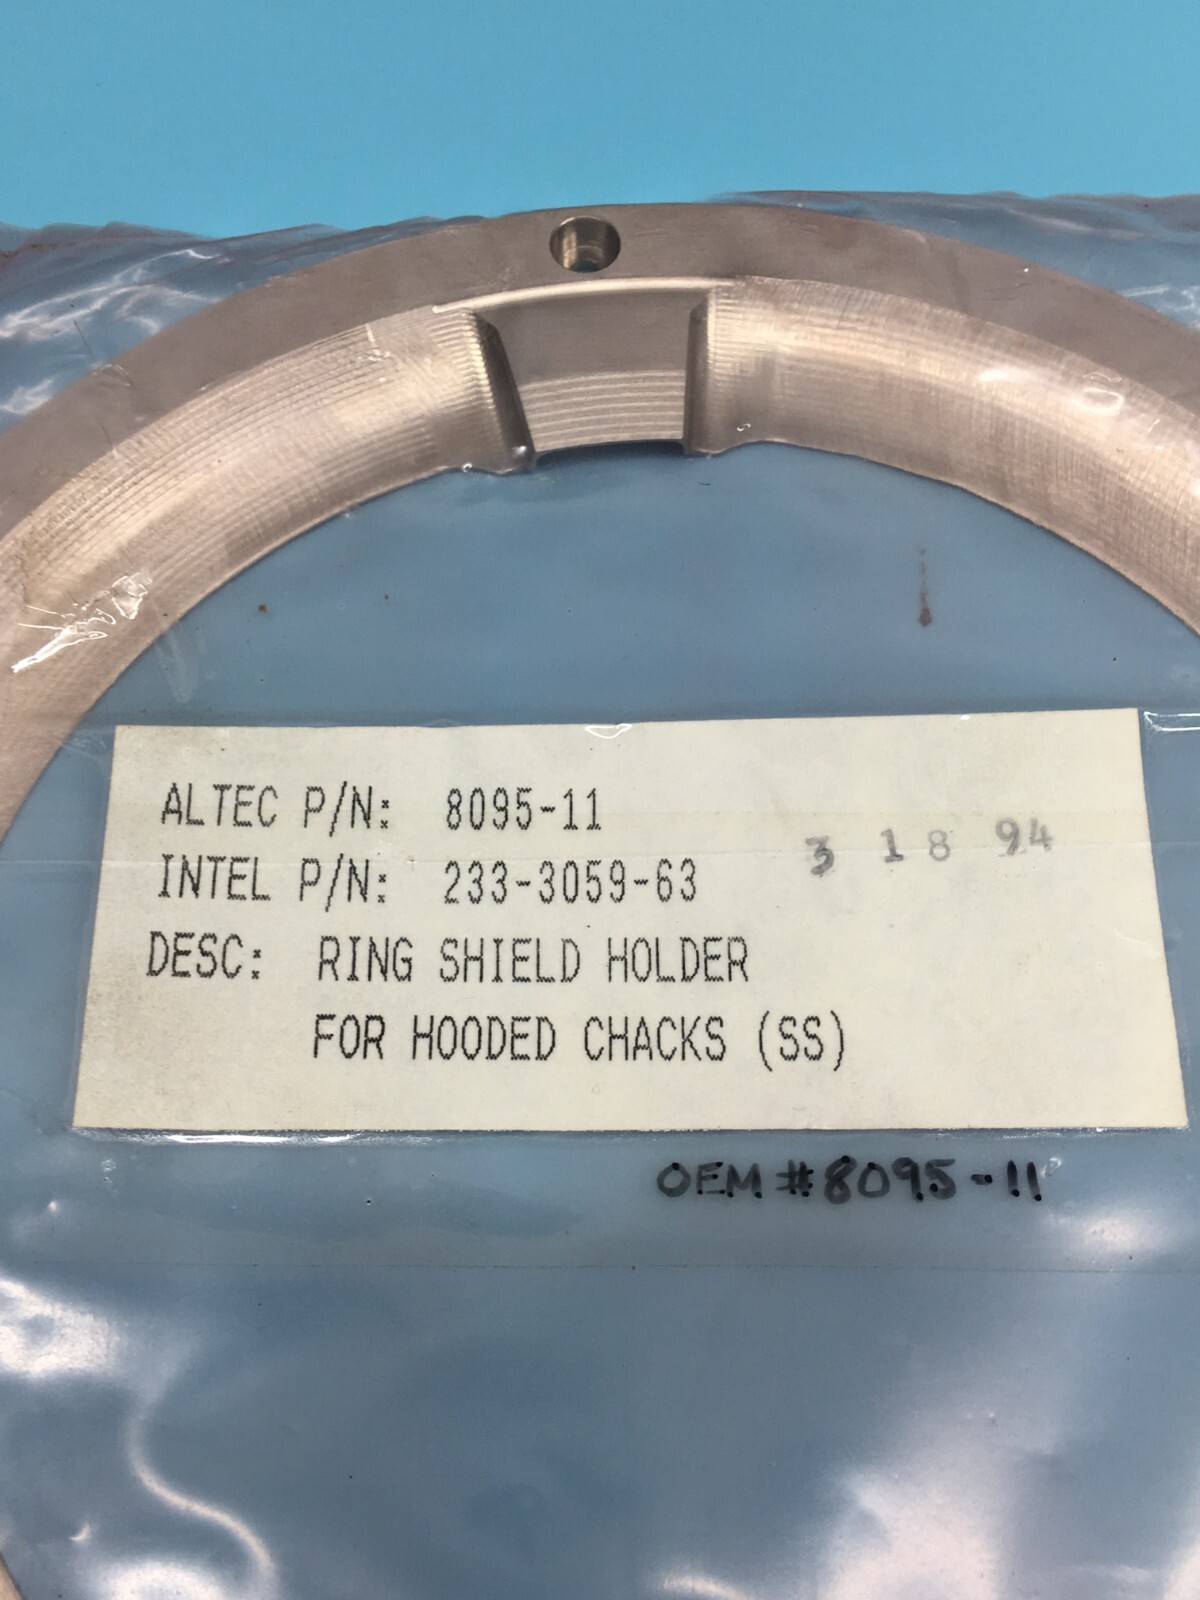 ALTEC P/N: 8095-11
INTEL P/N: 233-3059-63
3 18 94
DESC: RING SHIELD HOLDER
FOR HOODED CHACKS (SS)
OEM #8095-11